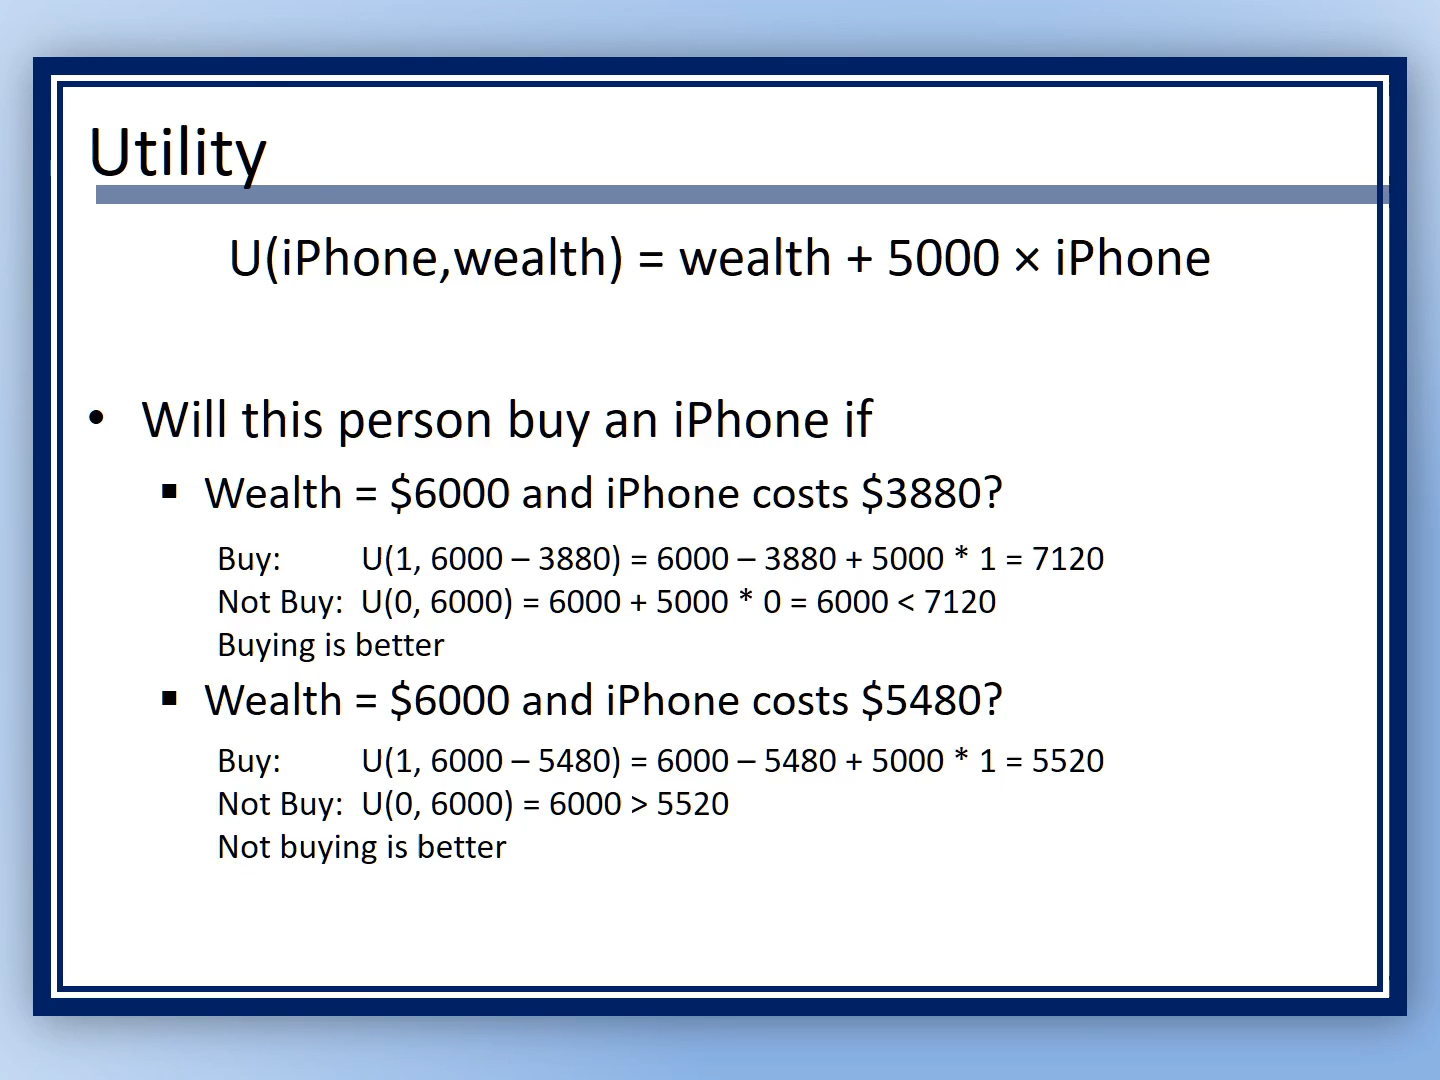 Utility
U(iPhone,wealth) = wealth + 5000 × iPhone
• Will this person buy an iPhone if
▪ Wealth = $6000 and iPhone costs $3880?
Buy: U(1, 6000 – 3880) = 6000 – 3880 + 5000 * 1 = 7120
Not Buy: U(0, 6000) = 6000 + 5000 * 0 = 6000 < 7120
Buying is better
▪ Wealth = $6000 and iPhone costs $5480?
Buy: U(1, 6000 – 5480) = 6000 – 5480 + 5000 * 1 = 5520
Not Buy: U(0, 6000) = 6000 > 5520
Not buying is better